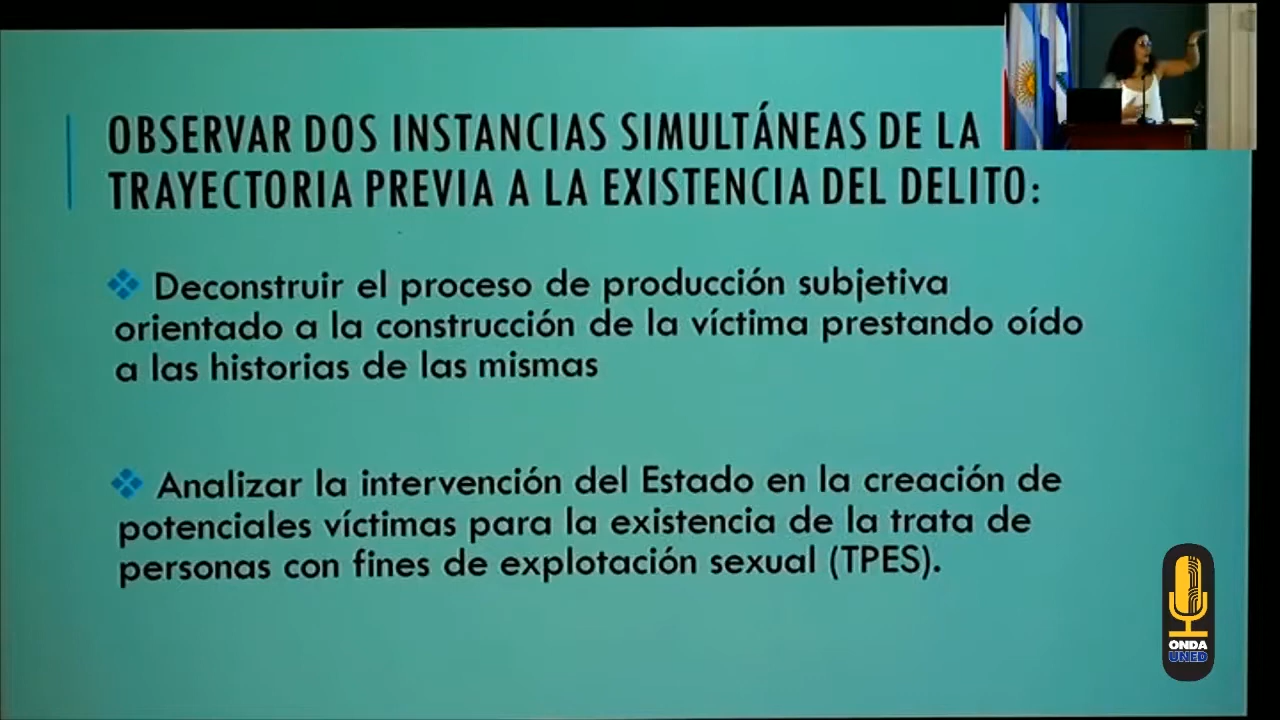 OBSERVAR DOS INSTANCIAS SIMULTÁNEAS DE LA
TRAYECTORIA PREVIA A LA EXISTENCIA DEL DELITO:
Deconstruir el proceso de producción subjetiva
orientado a la construcción de la víctima prestando oído
a las historias de las mismas
Analizar la intervención del Estado en la creación de
potenciales víctimas para la existencia de la trata de
personas con fines de explotación sexual (TPES).
ONDA
UNED